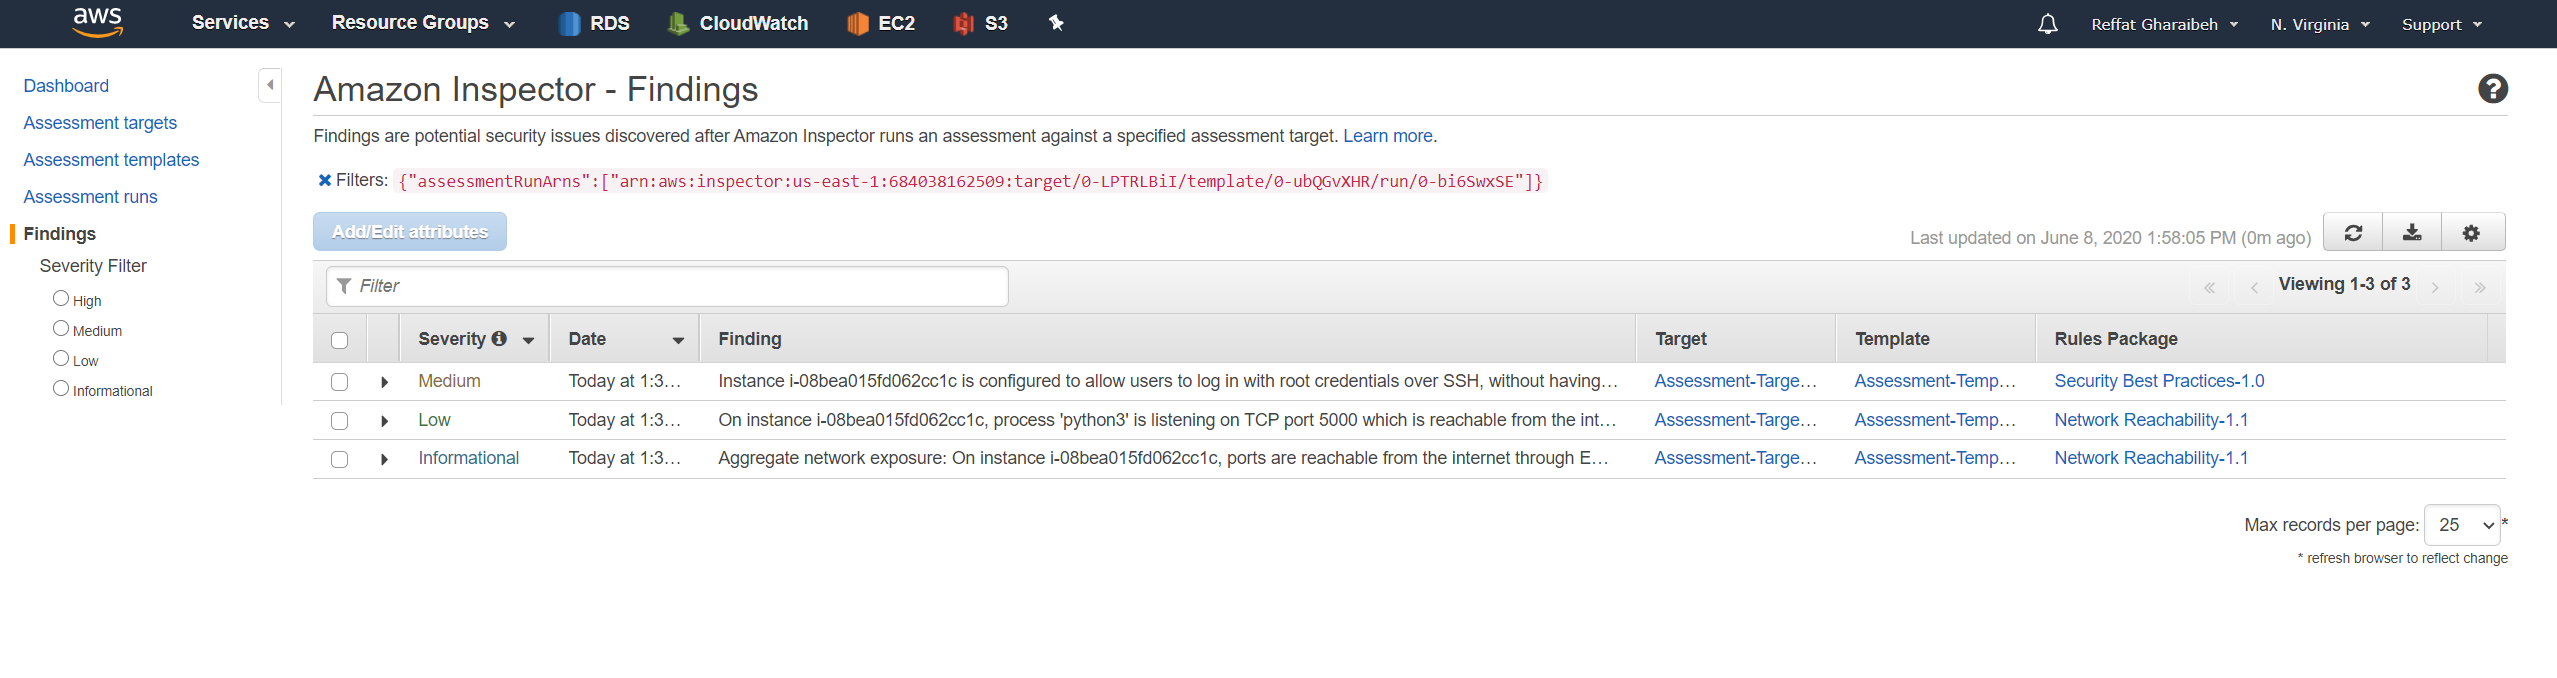 aws Services Resource Groups RDS CloudWatch EC2 S3 Reffat Gharaibeh N. Virginia Support
Dashboard
Assessment targets
Assessment templates
Assessment runs
Findings
Severity Filter
High
Medium
Low
Informational
Amazon Inspector - Findings
Findings are potential security issues discovered after Amazon Inspector runs an assessment against a specified assessment target. Learn more.
Filters: {"assessmentRunArns":["arn:aws:inspector:us-east-1:684038162509:target/0-LPTRLBiI/template/0-ubQGvXHR/run/0-bi6SwxSE"]}
Add/Edit attributes
Last updated on June 8, 2020 1:58:05 PM (0m ago)
Filter
« ‹ Viewing 1-3 of 3 › »
Severity Date Finding Target Template Rules Package
Medium Today at 1:3… Instance i-08bea015fd062cc1c is configured to allow users to log in with root credentials over SSH, without having… Assessment-Targe… Assessment-Temp… Security Best Practices-1.0
Low Today at 1:3… On instance i-08bea015fd062cc1c, process 'python3' is listening on TCP port 5000 which is reachable from the int… Assessment-Targe… Assessment-Temp… Network Reachability-1.1
Informational Today at 1:3… Aggregate network exposure: On instance i-08bea015fd062cc1c, ports are reachable from the internet through E… Assessment-Targe… Assessment-Temp… Network Reachability-1.1
Max records per page: 25 *
* refresh browser to reflect change